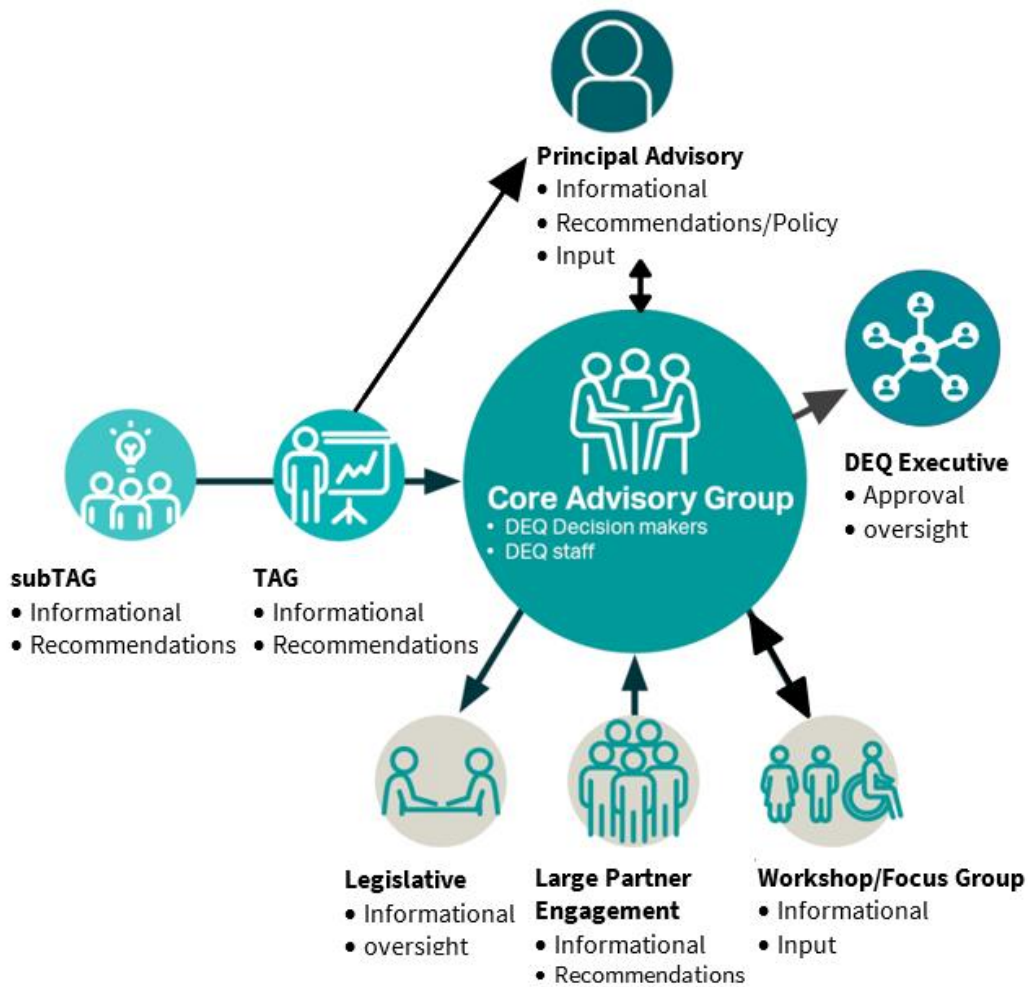 Principal Advisory
• Informational
• Recommendations/Policy
• Input
Core Advisory Group
• DEQ Decision makers
• DEQ staff
DEQ Executive
• Approval
• oversight
subTAG
• Informational
• Recommendations
TAG
• Informational
• Recommendations
Legislative
• Informational
• oversight
Large Partner
Engagement
• Informational
• Recommendations
Workshop/Focus Group
• Informational
• Input